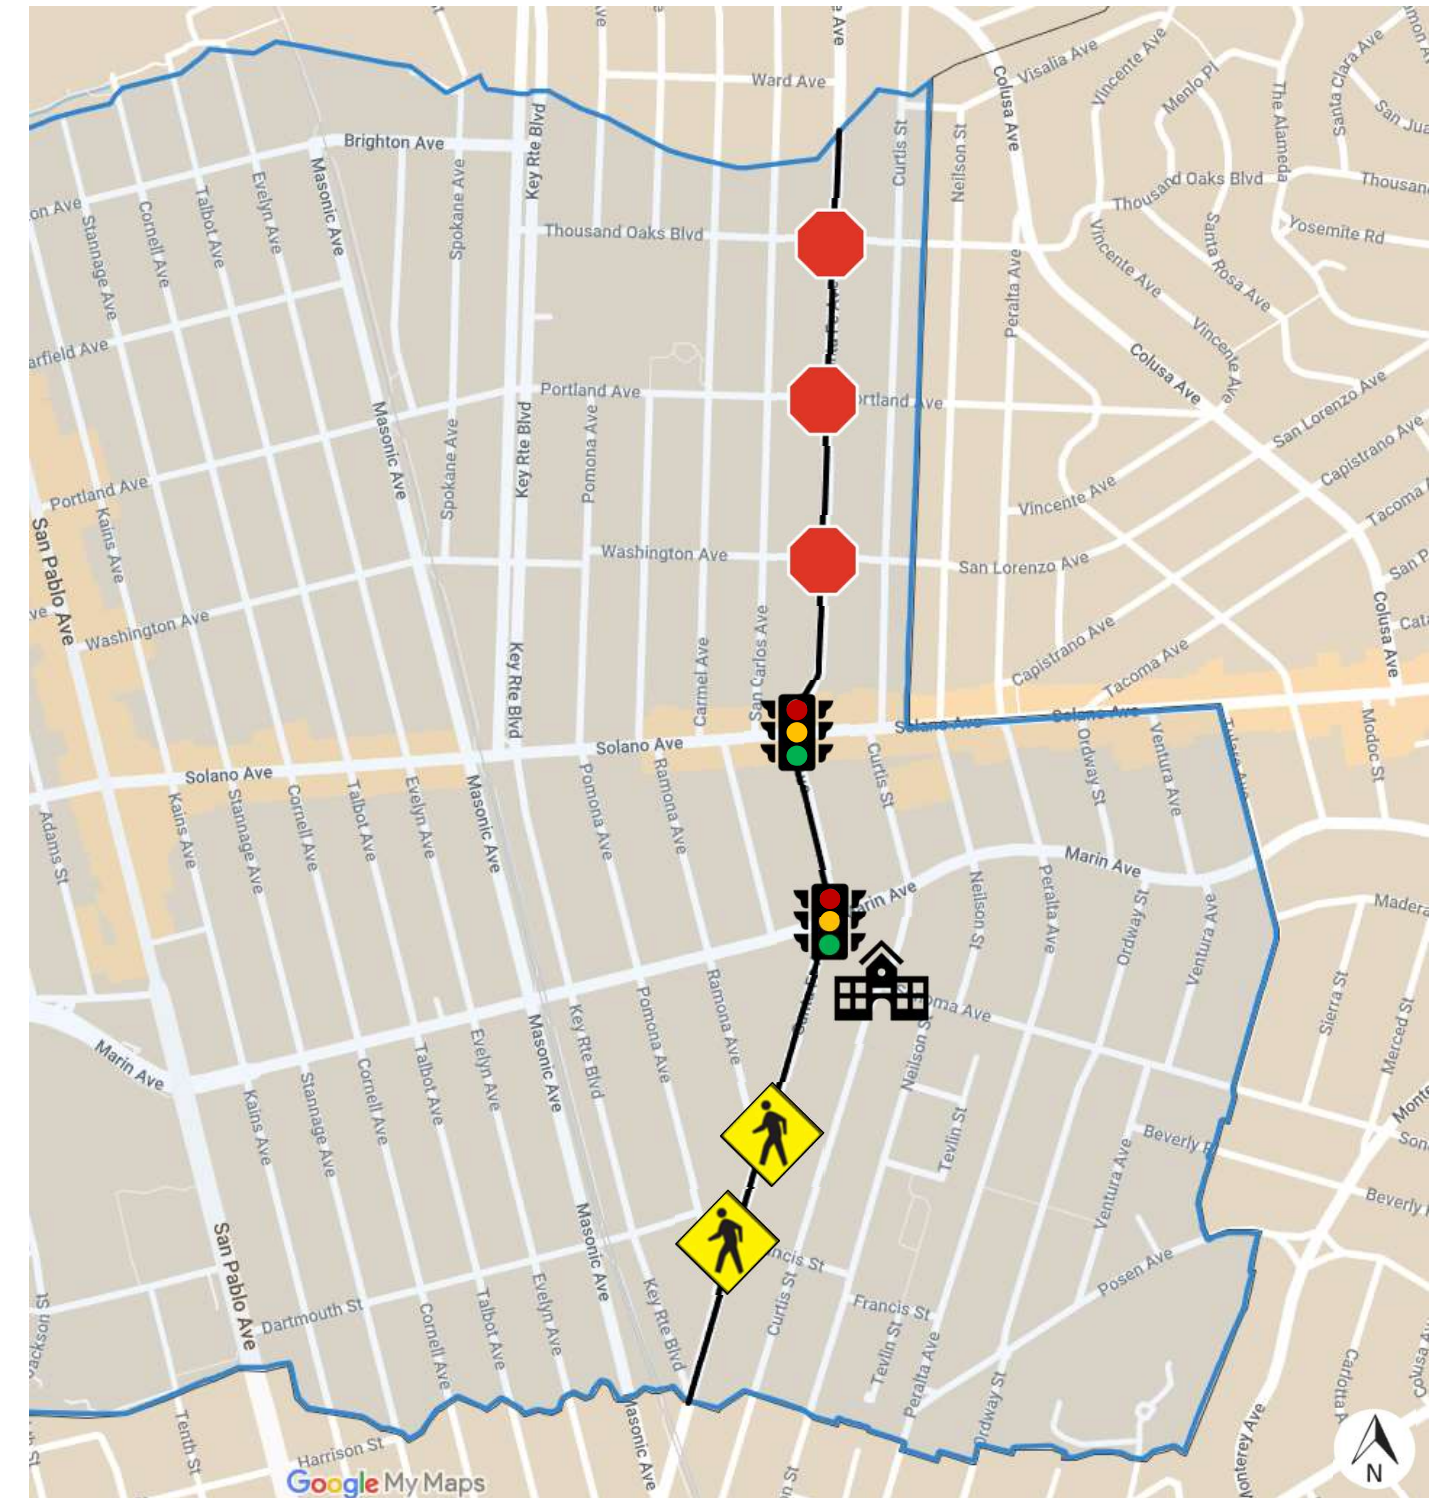 Ward Ave
Visalia Ave
Vincente Ave
Menlo Pl
The Alameda
Santa Clara Ave
Colusa Ave
Curtis St
Neilson St
Brighton Ave
Key Rte Blvd
Masonic Ave
Spokane Ave
Evelyn Ave
Talbot Ave
Cornell Ave
Stannage Ave
Thousand Oaks Blvd
Thousand Oaks Blvd
Yosemite Rd
Santa Rosa Ave
Vincente Ave
Vincente Ave
Peralta Ave
Colusa Ave
Portland Ave
Key Rte Blvd
Pomona Ave
Spokane Ave
Masonic Ave
San Lorenzo Ave
Capistrano Ave
Vincente Ave
Portland Ave
Kains Ave
San Pablo Ave
Washington Ave
San Lorenzo Ave
Washington Ave
Colusa Ave
Capistrano Ave
Tacoma Ave
Key Rte Blvd
Carmel Ave
San Carlos Ave
Solano Ave
Solano Ave
Solano Ave
Solano Ave
Modoc St
Tulare Ave
Ventura Ave
Ordway St
Curtis St
Ramona Ave
Pomona Ave
Masonic Ave
Evelyn Ave
Talbot Ave
Cornell Ave
Stannage Ave
Kains Ave
Adams St
Marin Ave
Marin Ave
Neilson St
Peralta Ave
Ordway St
Ventura Ave
Sierra St
Merced St
Ramona Ave
Pomona Ave
Key Rte Blvd
Masonic Ave
Evelyn Ave
Talbot Ave
Cornell Ave
Stannage Ave
Kains Ave
Marin Ave
Neilson St
Tevlin St
Ventura Ave
San Pablo Ave
Masonic Ave
Key Rte Blvd
Dartmouth St
Curtis St
Francis St
Posen Ave
Cornell Ave
Talbot Ave
Evelyn Ave
Tevlin St
Peralta Ave
Ordway St
Tenth St
Harrison St
Masonic Ave
Monterey Ave
Google My Maps
N